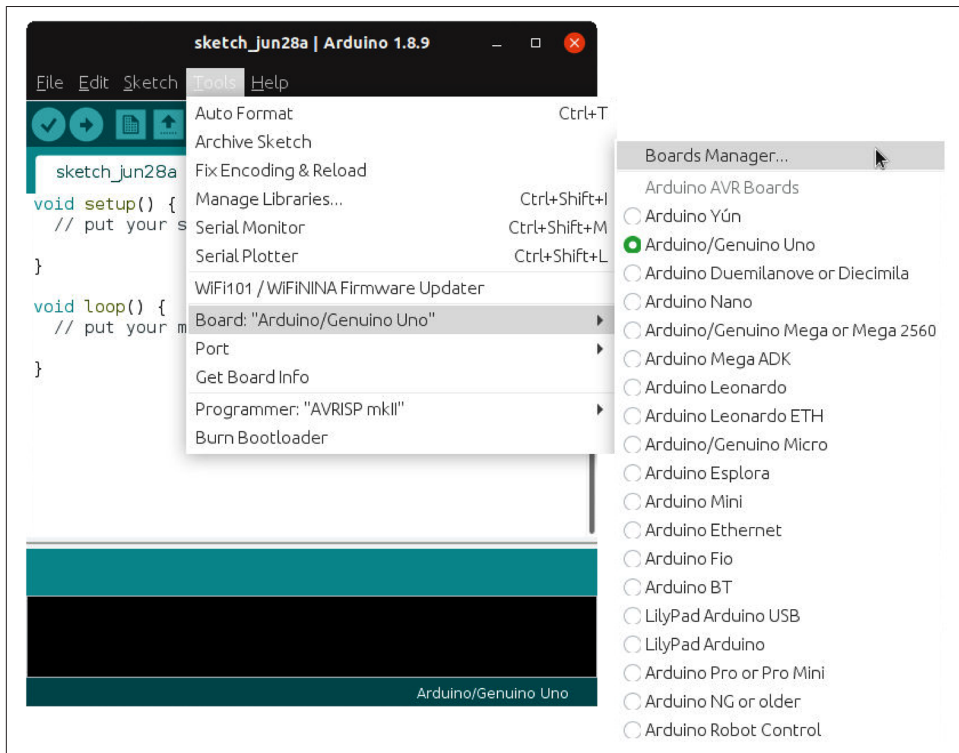 sketch_jun28a | Arduino 1.8.9
File Edit Sketch Tools Help
sketch_jun28a
void setup() {
// put your s
}
void loop() {
// put your m
}
Auto Format Ctrl+T
Archive Sketch
Fix Encoding & Reload
Manage Libraries... Ctrl+Shift+I
Serial Monitor Ctrl+Shift+M
Serial Plotter Ctrl+Shift+L
WiFi101 / WiFiNINA Firmware Updater
Board: "Arduino/Genuino Uno"
Port
Get Board Info
Programmer: "AVRISP mkII"
Burn Bootloader
Boards Manager...
Arduino AVR Boards
Arduino Yún
Arduino/Genuino Uno
Arduino Duemilanove or Diecimila
Arduino Nano
Arduino/Genuino Mega or Mega 2560
Arduino Mega ADK
Arduino Leonardo
Arduino Leonardo ETH
Arduino/Genuino Micro
Arduino Esplora
Arduino Mini
Arduino Ethernet
Arduino Fio
Arduino BT
LilyPad Arduino USB
LilyPad Arduino
Arduino Pro or Pro Mini
Arduino NG or older
Arduino Robot Control
Arduino/Genuino Uno